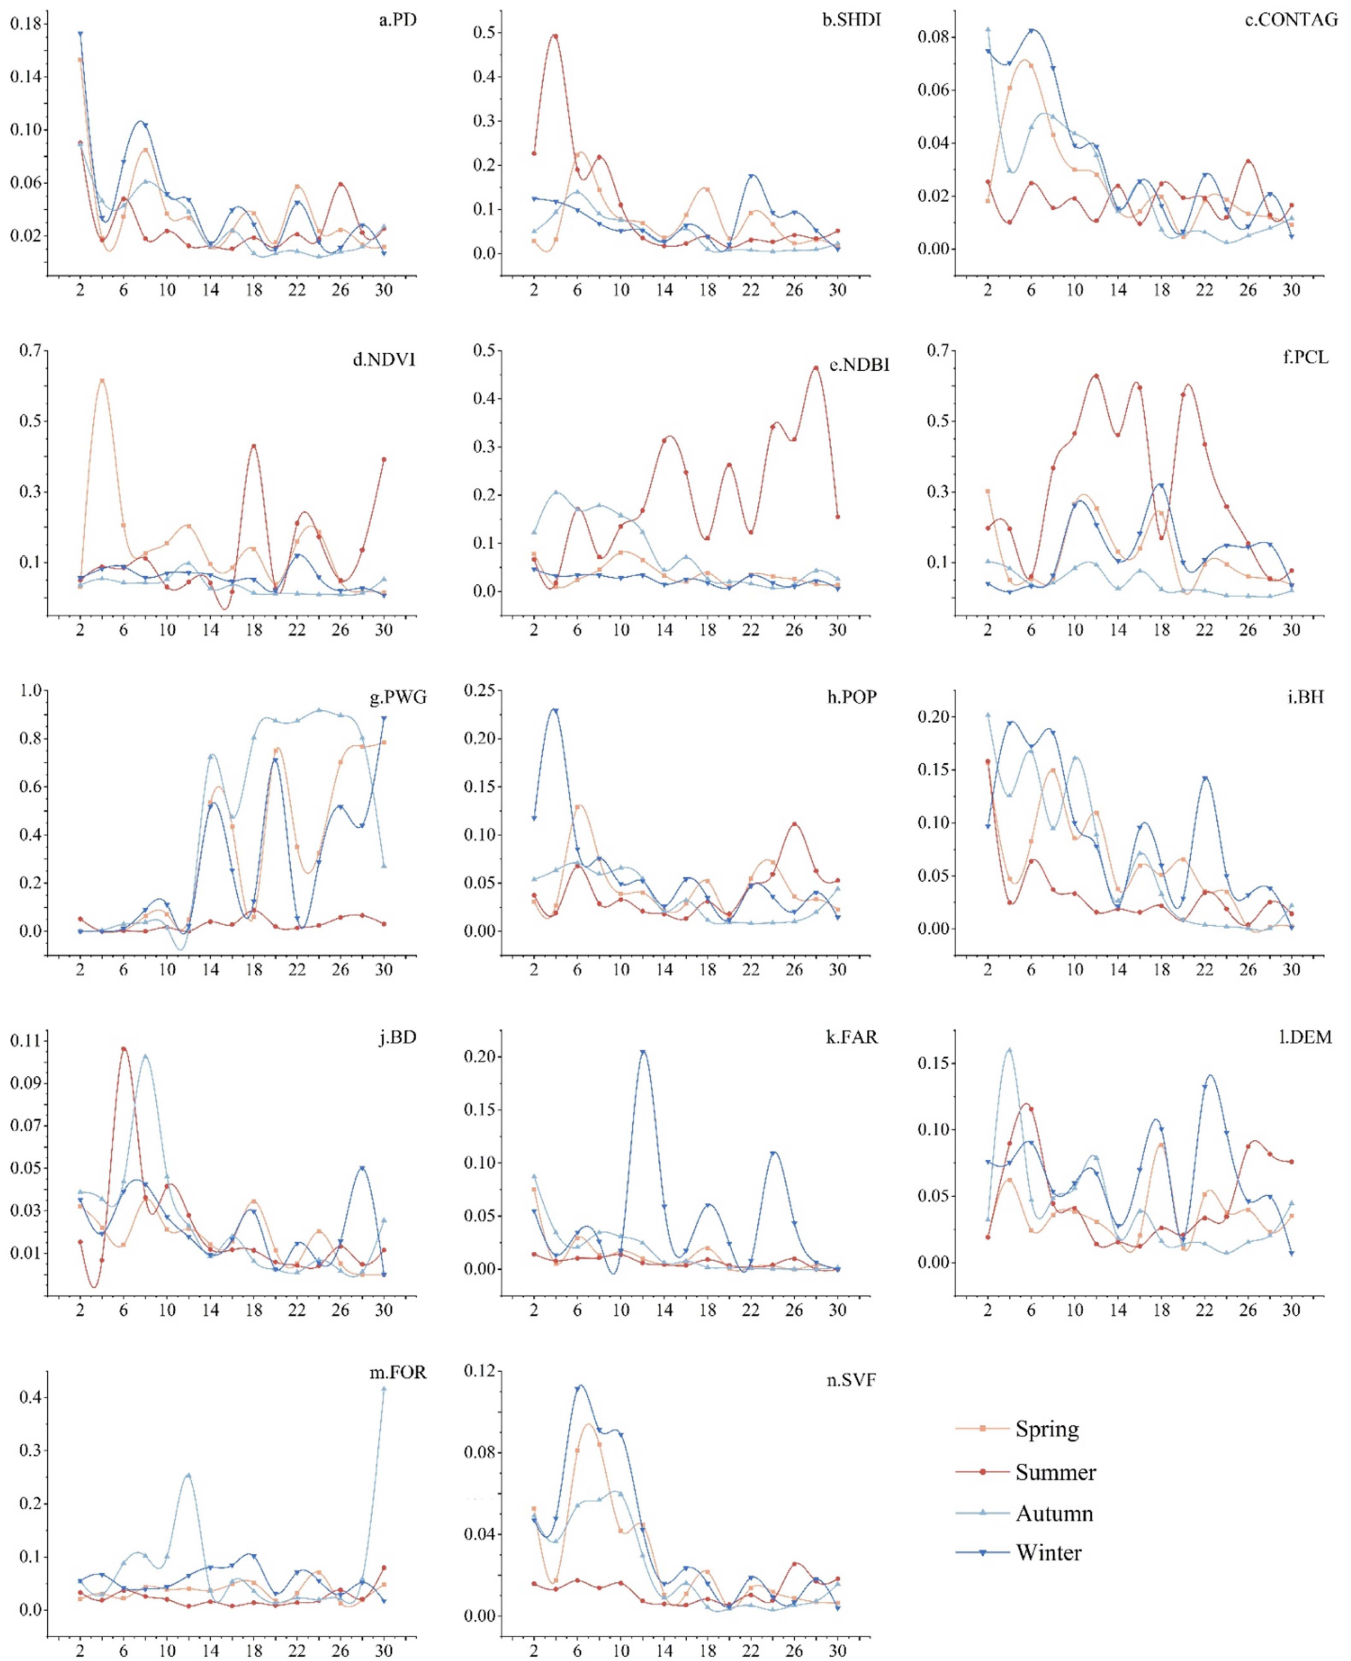 a.PD
0.18
0.14
0.10
0.06
0.02
2 6 10 14 18 22 26 30
b.SHDI
0.5
0.4
0.3
0.2
0.1
0.0
2 6 10 14 18 22 26 30
c.CONTAG
0.08
0.06
0.04
0.02
0.00
2 6 10 14 18 22 26 30
d.NDVI
0.7
0.5
0.3
0.1
2 6 10 14 18 22 26 30
e.NDBI
0.5
0.4
0.3
0.2
0.1
0.0
2 6 10 14 18 22 26 30
f.PCL
0.7
0.5
0.3
0.1
2 6 10 14 18 22 26 30
g.PWG
1.0
0.8
0.6
0.4
0.2
0.0
2 6 10 14 18 22 26 30
h.POP
0.25
0.20
0.15
0.10
0.05
0.00
2 6 10 14 18 22 26 30
i.BH
0.20
0.15
0.10
0.05
0.00
2 6 10 14 18 22 26 30
j.BD
0.11
0.09
0.07
0.05
0.03
0.01
2 6 10 14 18 22 26 30
k.FAR
0.20
0.15
0.10
0.05
0.00
2 6 10 14 18 22 26 30
l.DEM
0.15
0.10
0.05
0.00
2 6 10 14 18 22 26 30
m.FOR
0.4
0.3
0.2
0.1
0.0
2 6 10 14 18 22 26 30
n.SVF
0.12
0.08
0.04
0.00
2 6 10 14 18 22 26 30
Spring
Summer
Autumn
Winter